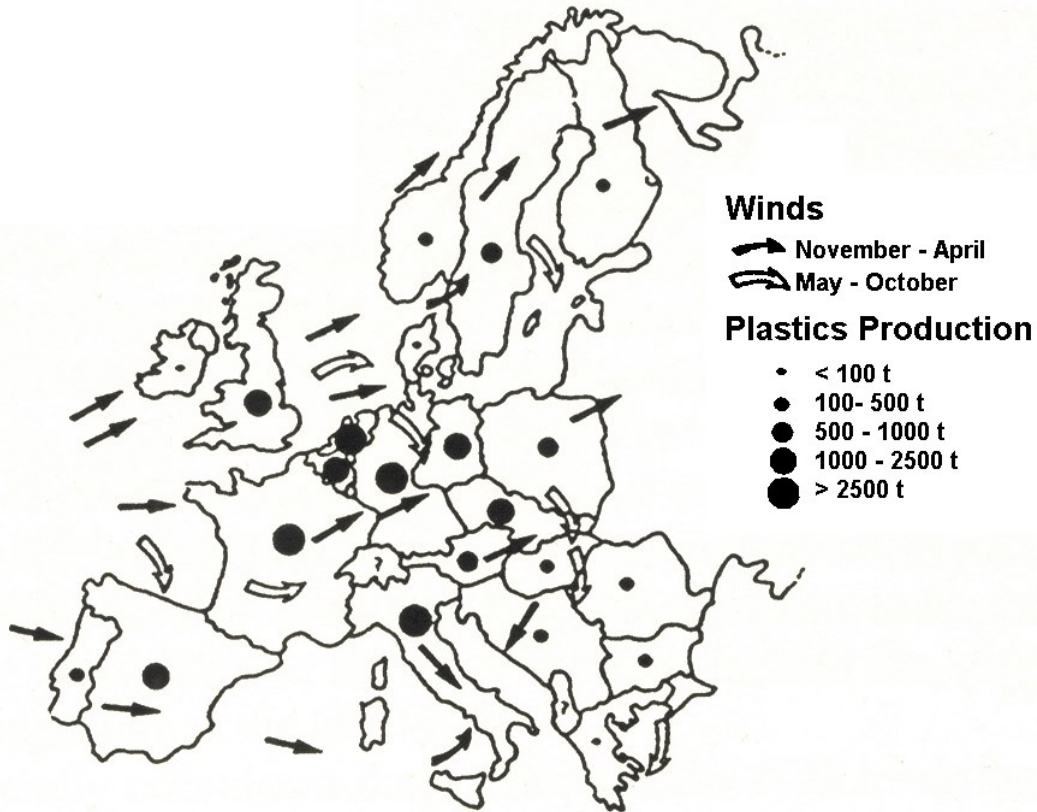 Winds
November - April
May - October
Plastics Production
< 100 t
100- 500 t
500 - 1000 t
1000 - 2500 t
> 2500 t
?
?